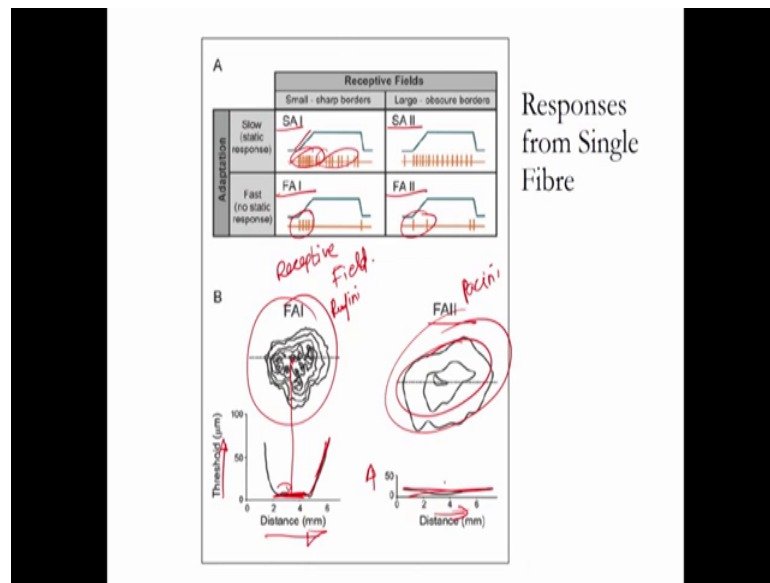 A
Receptive Fields
Small - sharp borders
Large - obscure borders
Adaptation
Slow
(static
response)
SA I
SA II
Fast
(no static
response)
FA I
FA II
Responses
from Single
Fibre
Receptive
Field.
Rufini
Pacini
B
FAI
FAII
Threshold (μm)
100
50
0
0
2
4
6
Distance (mm)
50
0
0
2
4
6
Distance (mm)